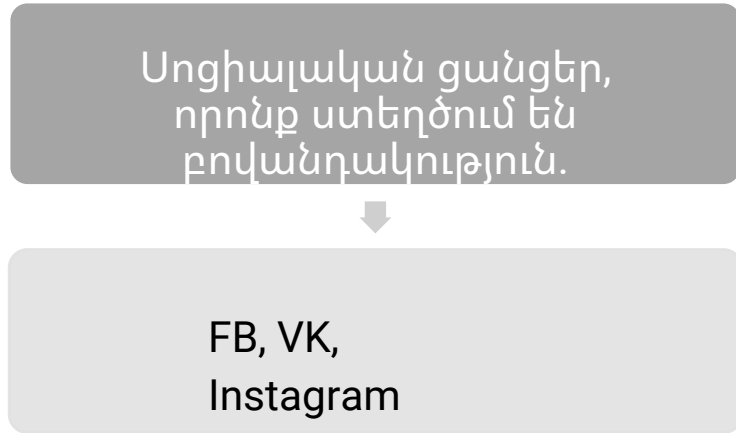 Սոցիալական ցանցեր,
որոնք ստեղծում են
բովանդակություն.
FB, VK,
Instagram